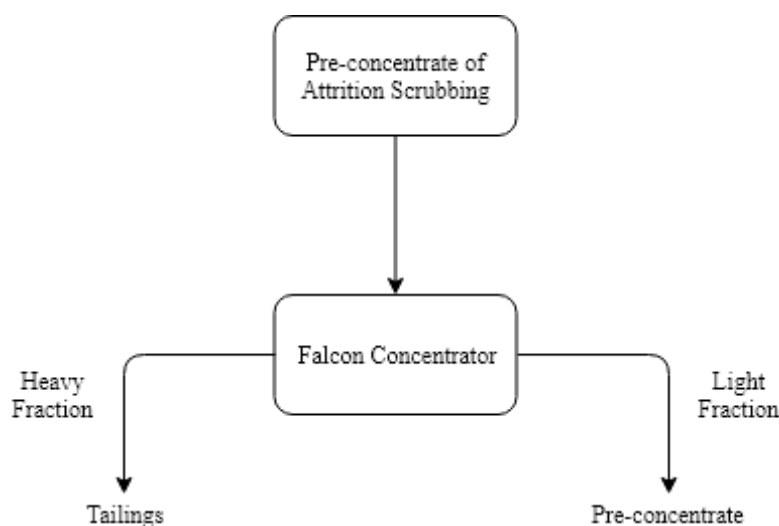 Pre-concentrate of
Attrition Scrubbing
Falcon Concentrator
Heavy
Fraction
Light
Fraction
Tailings
Pre-concentrate